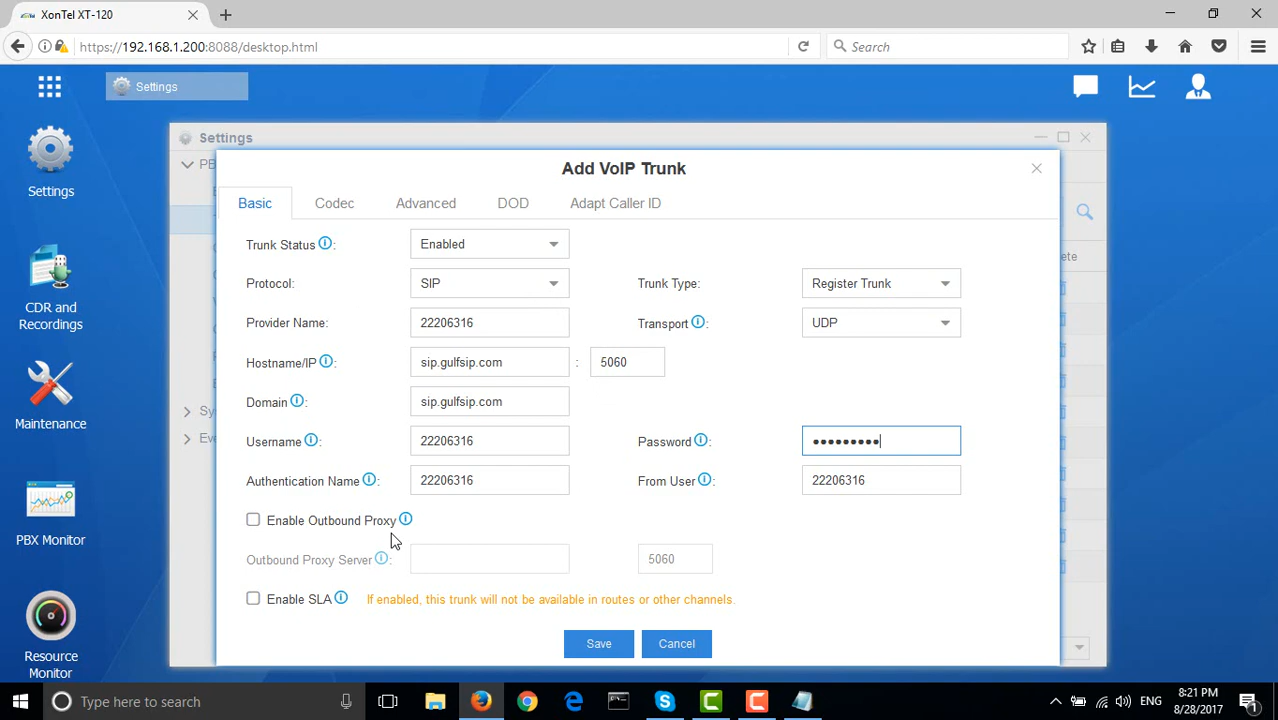 XonTel XT-120
https://192.168.1.200:8088/desktop.html
Search
Settings
Settings
Settings
CDR and
Recordings
Maintenance
PBX Monitor
Resource
Monitor
Add VoIP Trunk
Basic
Codec
Advanced
DOD
Adapt Caller ID
Trunk Status : Enabled
Protocol: SIP
Trunk Type: Register Trunk
Provider Name: 22206316
Transport : UDP
Hostname/IP : sip.gulfsip.com : 5060
Domain : sip.gulfsip.com
Username : 22206316
Password : •••••••••
Authentication Name : 22206316
From User : 22206316
Enable Outbound Proxy
Outbound Proxy Server : 5060
Enable SLA If enabled, this trunk will not be available in routes or other channels.
Save
Cancel
Type here to search
ENG
8:21 PM
8/28/2017